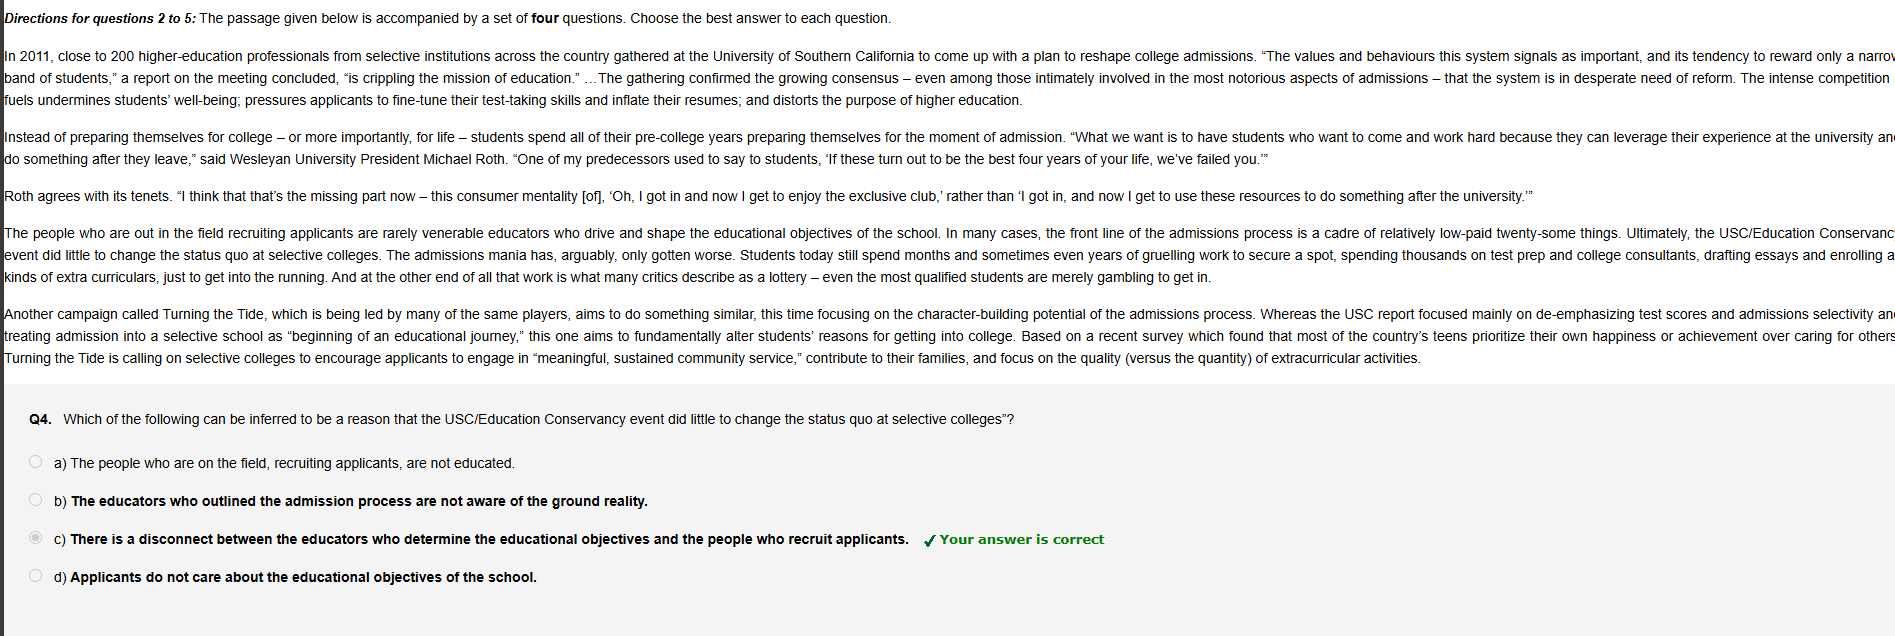 Directions for questions 2 to 5: The passage given below is accompanied by a set of four questions. Choose the best answer to each question.
In 2011, close to 200 higher-education professionals from selective institutions across the country gathered at the University of Southern California to come up with a plan to reshape college admissions. “The values and behaviours this system signals as important, and its tendency to reward only a
band of students,” a report on the meeting concluded, “is crippling the mission of education.” …The gathering confirmed the growing consensus – even among those intimately involved in the most notorious aspects of admissions – that the system is in desperate need of reform. The intense competition
fuels undermines students’ well-being; pressures applicants to fine-tune their test-taking skills and inflate their resumes; and distorts the purpose of higher education.
Instead of preparing themselves for college – or more importantly, for life – students spend all of their pre-college years preparing themselves for the moment of admission. “What we want is to have students who want to come and work hard because they can leverage their experience at the university
do something after they leave,” said Wesleyan University President Michael Roth. “One of my predecessors used to say to students, ‘If these turn out to be the best four years of your life, we’ve failed you.’”
Roth agrees with its tenets. “I think that that’s the missing part now – this consumer mentality [of], ‘Oh, I got in and now I get to enjoy the exclusive club,’ rather than ‘I got in, and now I get to use these resources to do something after the university.’”
The people who are out in the field recruiting applicants are rarely venerable educators who drive and shape the educational objectives of the school. In many cases, the front line of the admissions process is a cadre of relatively low-paid twenty-some things. Ultimately, the USC/Education
event did little to change the status quo at selective colleges. The admissions mania has, arguably, only gotten worse. Students today still spend months and sometimes even years of gruelling work to secure a spot, spending thousands on test prep and college consultants, drafting essays and enrolling
kinds of extra curriculars, just to get into the running. And at the other end of all that work is what many critics describe as a lottery – even the most qualified students are merely gambling to get in.
Another campaign called Turning the Tide, which is being led by many of the same players, aims to do something similar, this time focusing on the character-building potential of the admissions process. Whereas the USC report focused mainly on de-emphasizing test scores and admissions selectivity
treating admission into a selective school as “beginning of an educational journey,” this one aims to fundamentally alter students’ reasons for getting into college. Based on a recent survey which found that most of the country’s teens prioritize their own happiness or achievement over caring for others
Turning the Tide is calling on selective colleges to encourage applicants to engage in “meaningful, sustained community service,” contribute to their families, and focus on the quality (versus the quantity) of extracurricular activities.
Q4. Which of the following can be inferred to be a reason that the USC/Education Conservancy event did little to change the status quo at selective colleges”?
a) The people who are on the field, recruiting applicants, are not educated.
b) The educators who outlined the admission process are not aware of the ground reality.
c) There is a disconnect between the educators who determine the educational objectives and the people who recruit applicants. ✓ Your answer is correct
d) Applicants do not care about the educational objectives of the school.